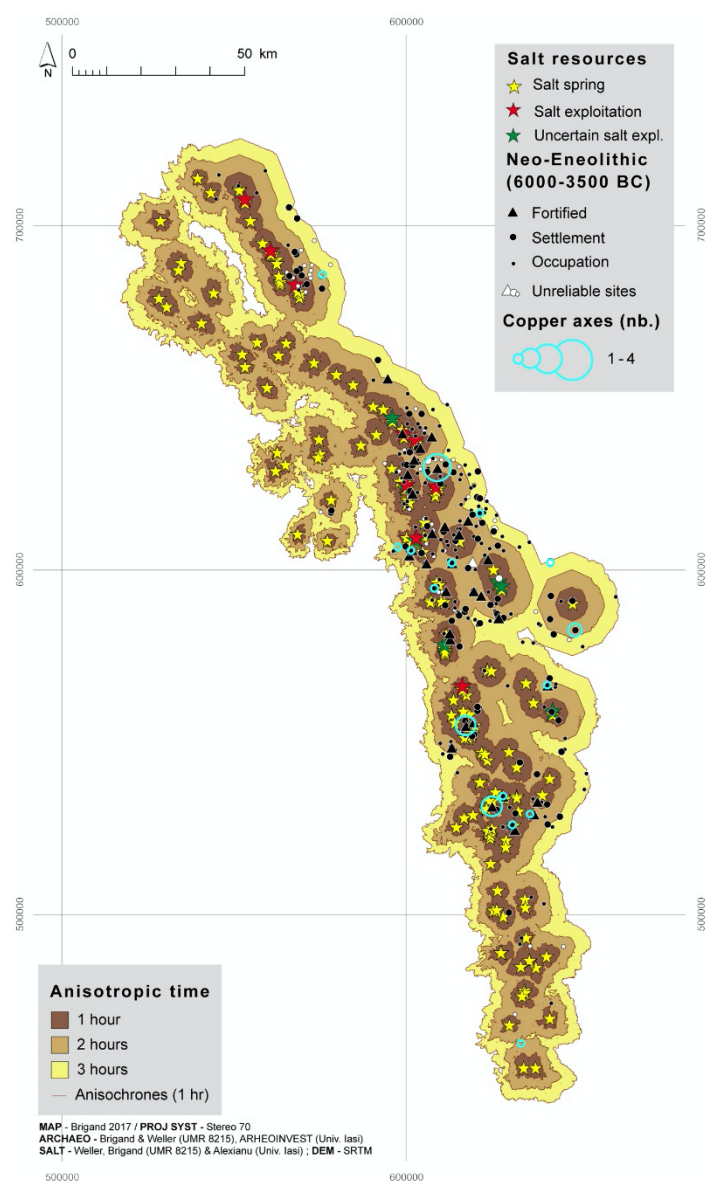 500000
600000
0
50 km
N
Salt resources
Salt spring
Salt exploitation
Uncertain salt expl.
Neo-Eneolithic
(6000-3500 BC)
Fortified
Settlement
Occupation
Unreliable sites
Copper axes (nb.)
1 - 4
700000
700000
600000
600000
500000
500000
Anisotropic time
1 hour
2 hours
3 hours
Anisochrones (1 hr)
MAP - Brigand 2017 / PROJ SYST - Stereo 70
ARCHAEO - Brigand & Weller (UMR 8215), ARHEOINVEST (Univ. Iasi)
SALT - Weller, Brigand (UMR 8215) & Alexianu (Univ. Iasi) ; DEM - SRTM
500000
600000